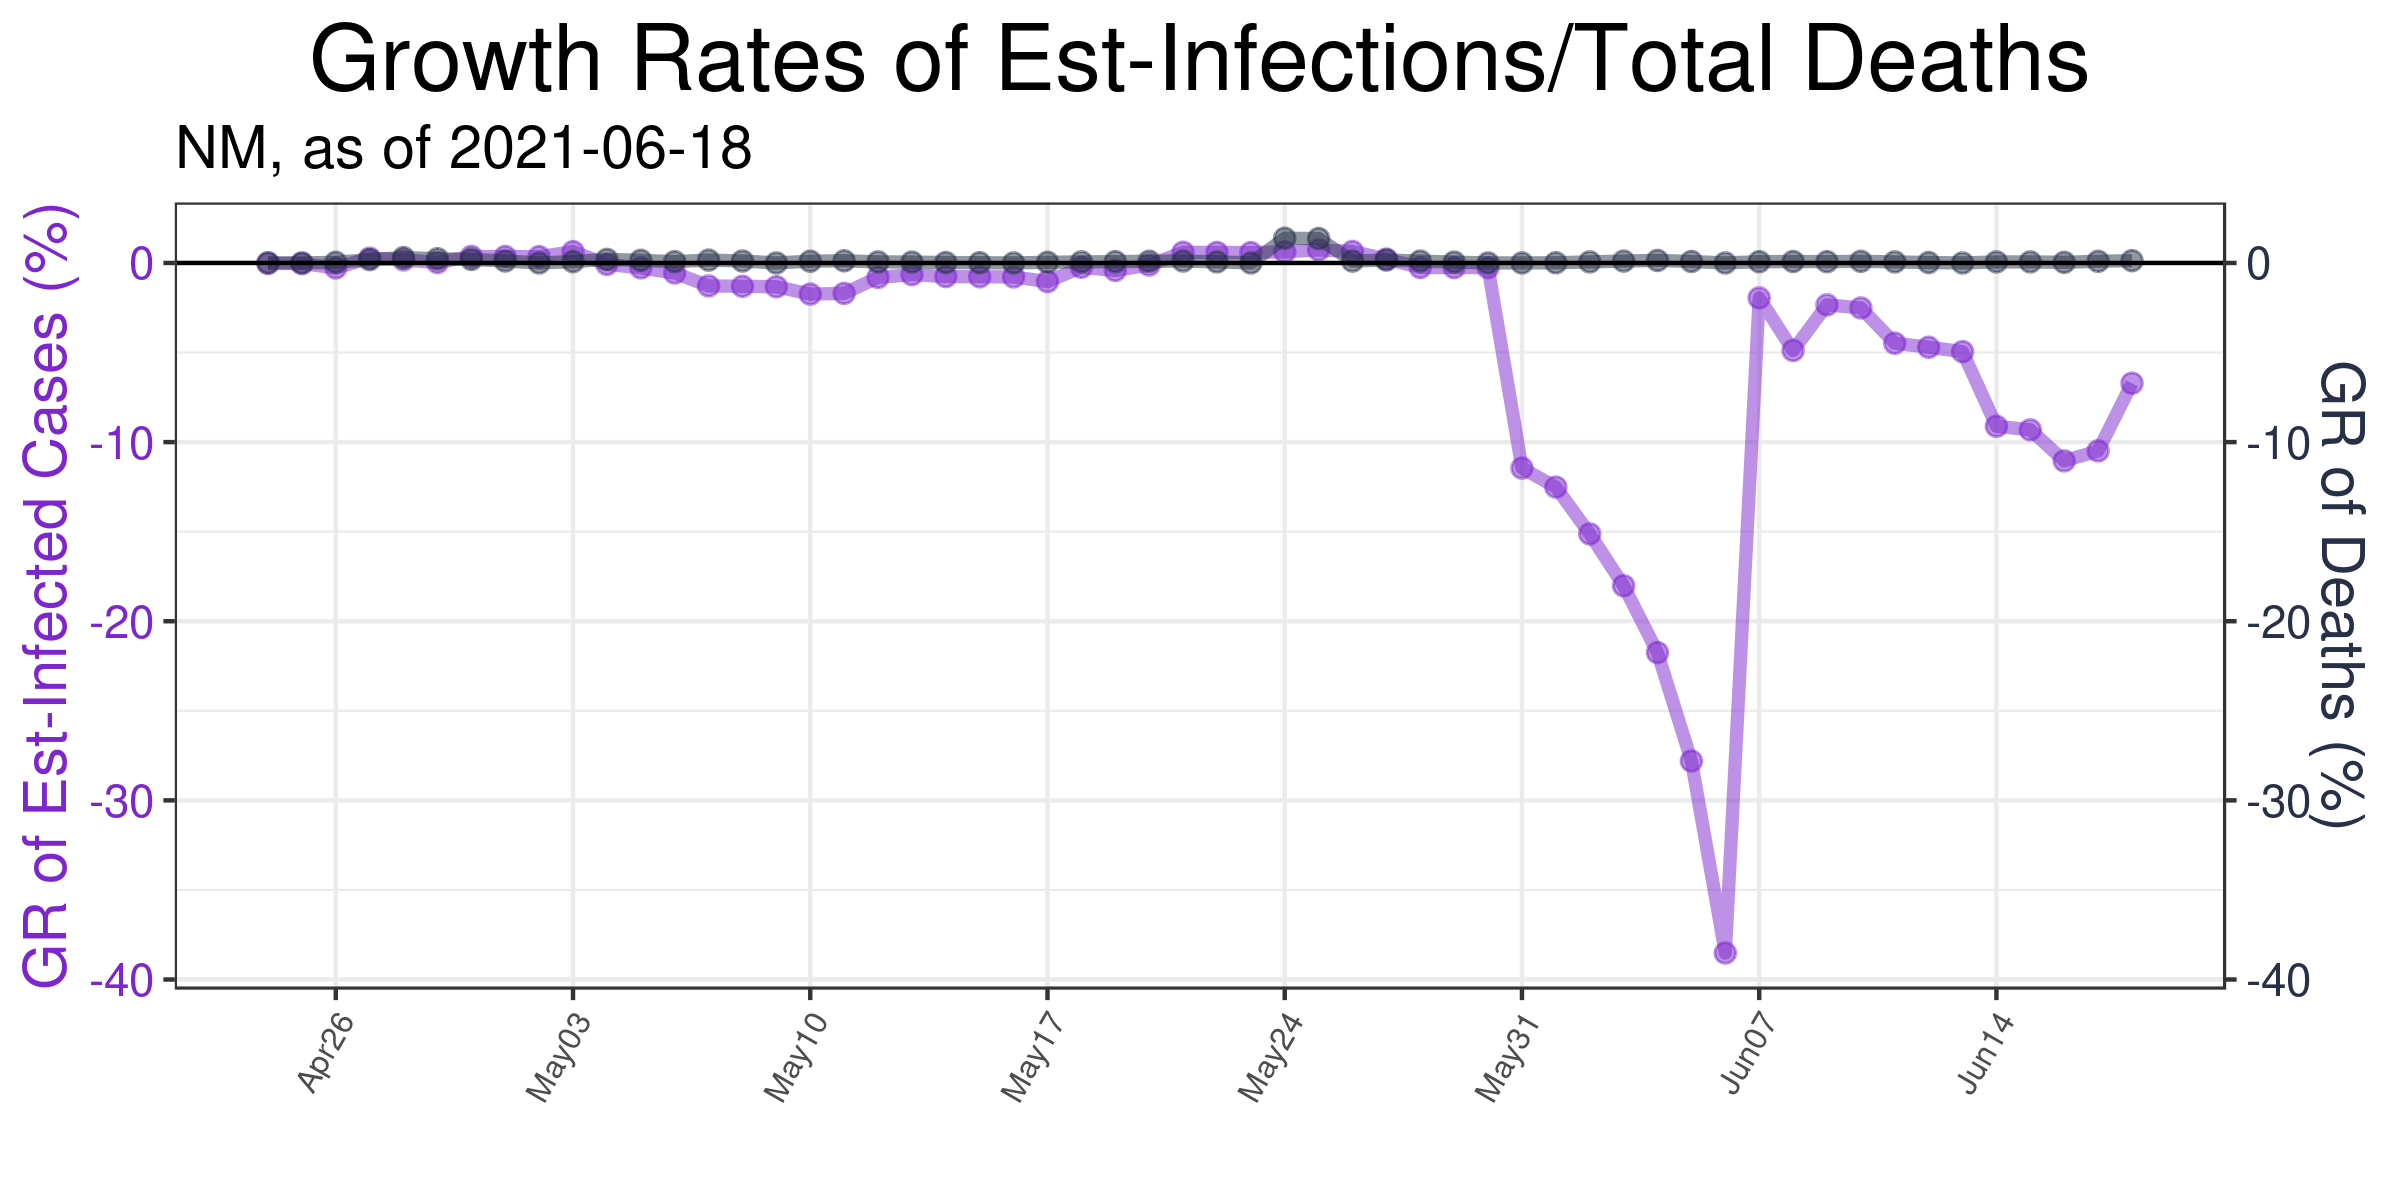 Growth Rates of Est-Infections/Total Deaths
NM, as of 2021-06-18
GR of Est-Infected Cases (%)
0
-10
-20
-30
-40
0
-10
-20
-30
-40
GR of Deaths (%)
Apr26
May03
May10
May17
May24
May31
Jun07
Jun14